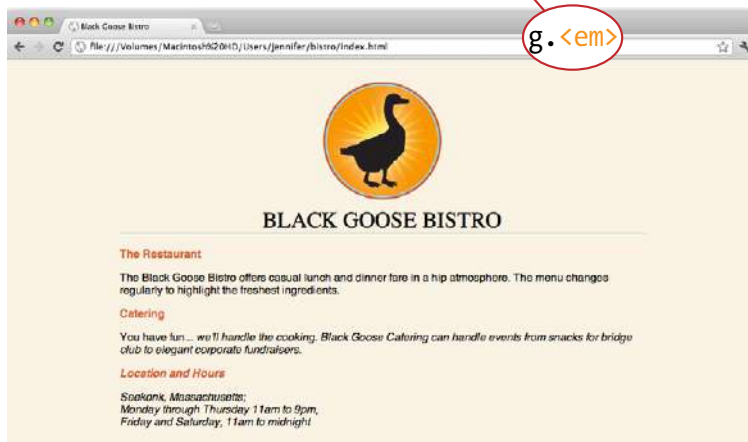 g.<em>
Black Goose Bistro
file:///Volumes/Macintosh%20HD/Users/jennifer/bistro/index.html
BLACK GOOSE BISTRO
The Restaurant
The Black Goose Bistro offers casual lunch and dinner fare in a hip atmosphere. The menu changes
regularly to highlight the freshest ingredients.
Catering
You have fun... we'll handle the cooking. Black Goose Catering can handle events from snacks for bridge
club to elegant corporate fundraisers.
Location and Hours
Seekonk, Massachusetts;
Monday through Thursday 11am to 9pm,
Friday and Saturday, 11am to midnight